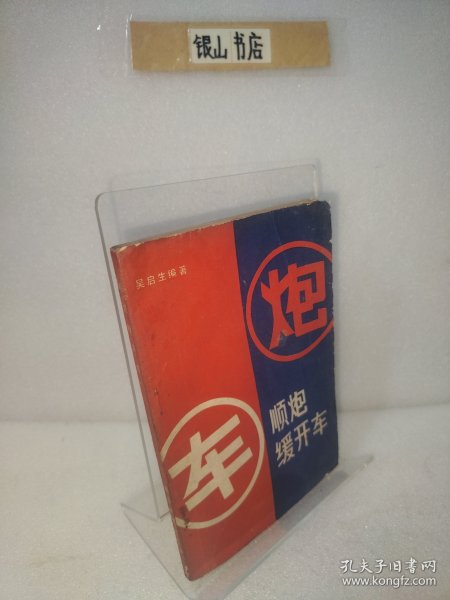 银山书店
吴启生编著
炮
车
顺炮
缓开车
孔夫子旧书网
www.kongfz.com